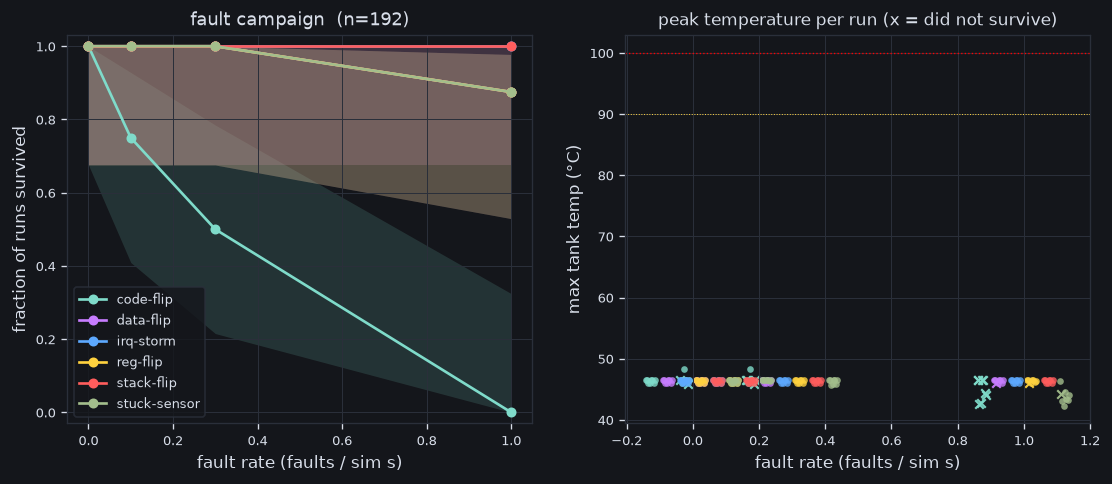 fault campaign  (n=192)
fraction of runs survived
1.0
0.8
0.6
0.4
0.2
0.0
code-flip
data-flip
irq-storm
reg-flip
stack-flip
stuck-sensor
0.0 0.2 0.4 0.6 0.8 1.0
fault rate (faults / sim s)
peak temperature per run (x = did not survive)
max tank temp (°C)
100
90
80
70
60
50
40
−0.2 0.0 0.2 0.4 0.6 0.8 1.0 1.2
fault rate (faults / sim s)